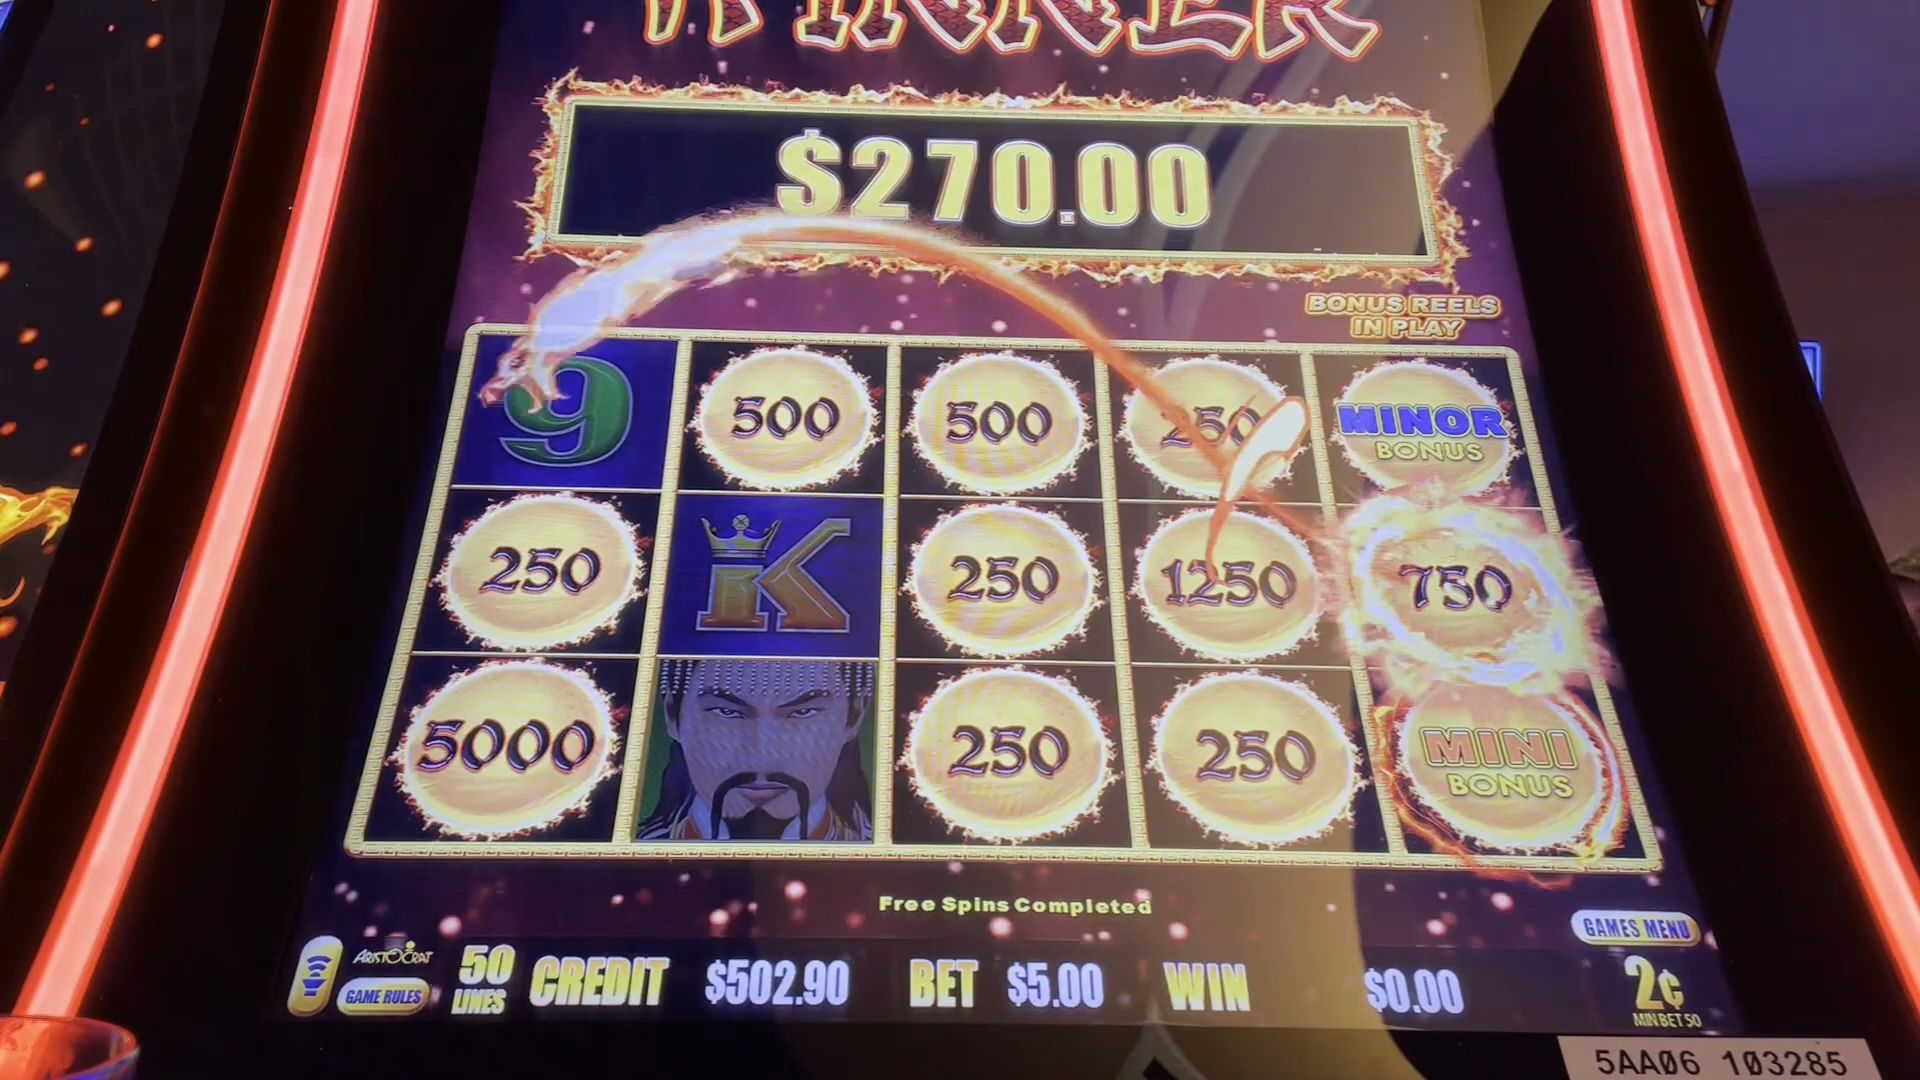 WINNER
$270.00
BONUS REELS
IN PLAY
9
500
500
250
MINOR
BONUS
250
K
250
1250
750
5000
250
250
MINI
BONUS
Free Spins Completed
GAMES MENU
ARISTOCRAT
GAME RULES
50
LINES
CREDIT $502.90 BET $5.00 WIN $0.00
2¢
MIN BET 50
5AA06 103285